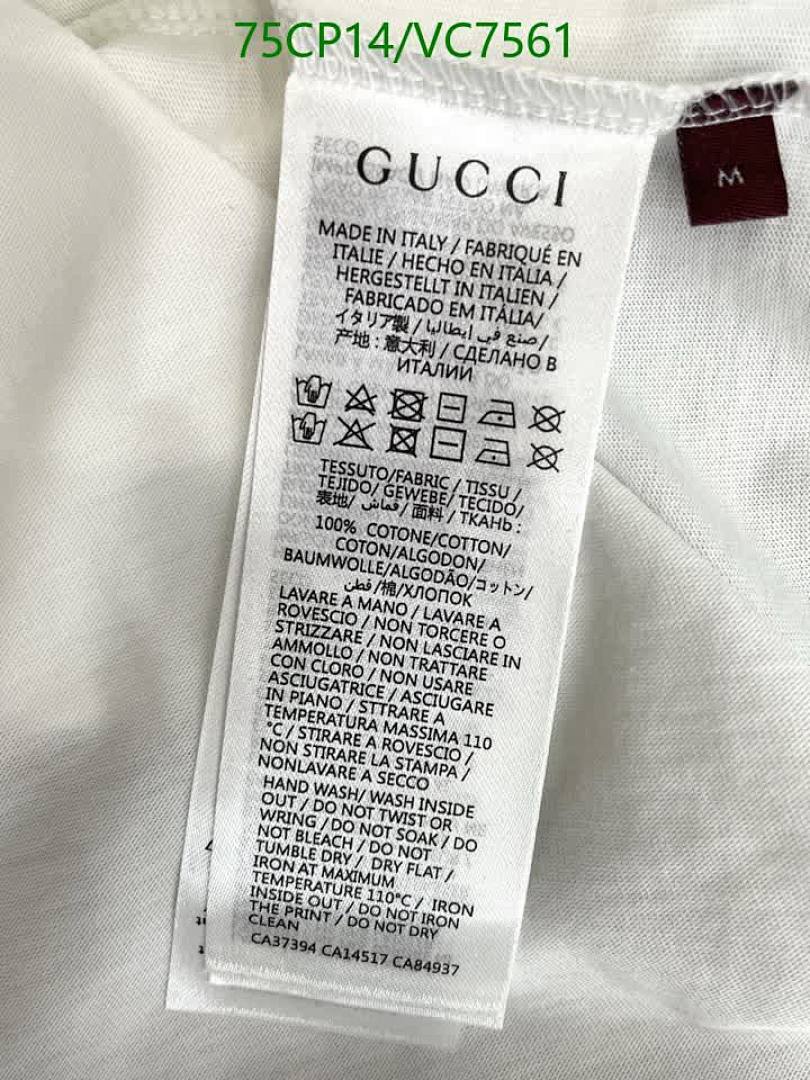 75CP14/VC7561
M
GUCCI
MADE IN ITALY / FABRIQUÉ EN
ITALIE / HECHO EN ITALIA /
HERGESTELLT IN ITALIEN /
FABRICADO EM ITÁLIA/
イタリア製 / صنع في إيطاليا/
产地 : 意大利 / СДЕЛАНО В
ИТАЛИИ
TESSUTO/FABRIC / TISSU /
TEJIDO/ GEWEBE/ TECIDO/
表地/ قماش/ 面料 / ТКАНЬ :
100% COTONE/COTTON/
COTON/ALGODON/
BAUMWOLLE/ALGODÃO/コットン/
قطن /棉/ХЛОПОК
LAVARE A MANO / LAVARE A
ROVESCIO / NON TORCERE O
STRIZZARE / NON LASCIARE IN
AMMOLLO / NON TRATTARE
CON CLORO / NON USARE
ASCIUGATRICE / ASCIUGARE
IN PIANO / STTRARE A
TEMPERATURA MASSIMA 110
°C / STIRARE A ROVESCIO /
NON STIRARE LA STAMPA /
NONLAVARE A SECCO
HAND WASH/ WASH INSIDE
OUT / DO NOT TWIST OR
WRING / DO NOT SOAK / DO
NOT BLEACH / DO NOT
TUMBLE DRY / DRY FLAT /
IRON AT MAXIMUM
TEMPERATURE 110°C / IRON
INSIDE OUT / DO NOT IRON
THE PRINT / DO NOT DRY
CLEAN
CA37394 CA14517 CA84937